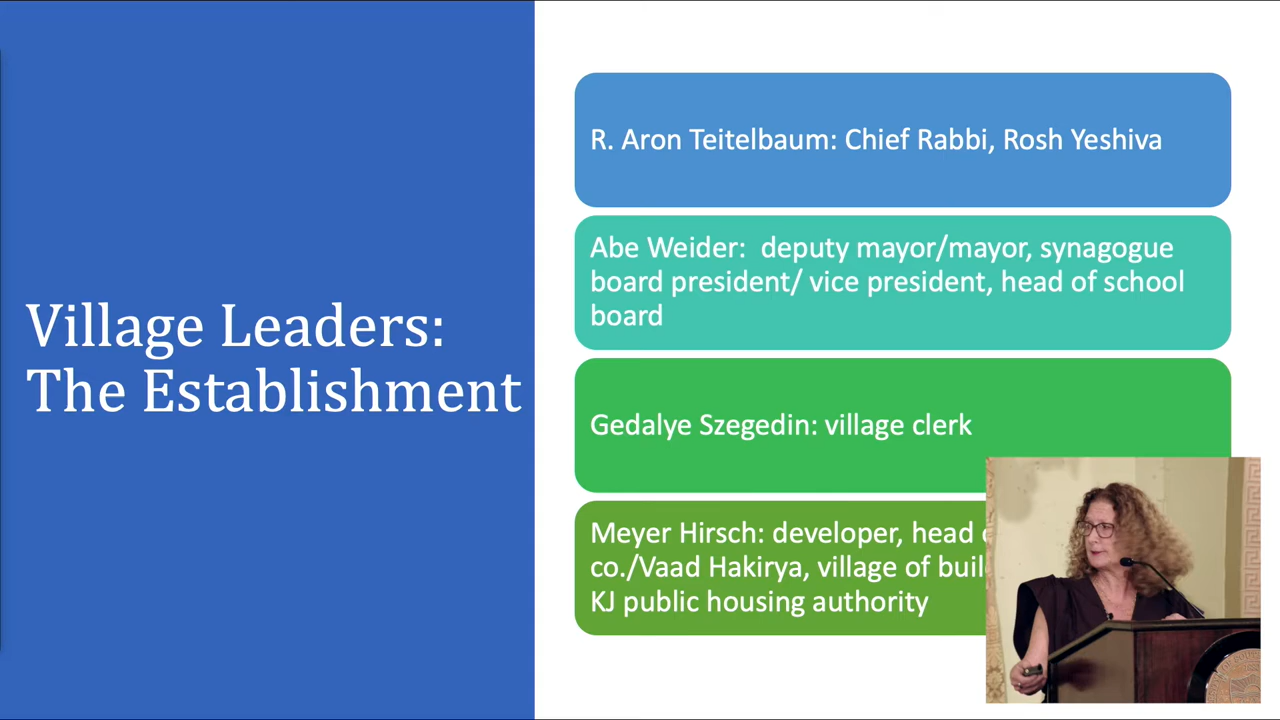 Village Leaders:
The Establishment
R. Aron Teitelbaum: Chief Rabbi, Rosh Yeshiva
Abe Weider:  deputy mayor/mayor, synagogue
board president/ vice president, head of school
board
Gedalye Szegedin: village clerk
Meyer Hirsch: developer, head
co./Vaad Hakirya, village of
KJ public housing authority